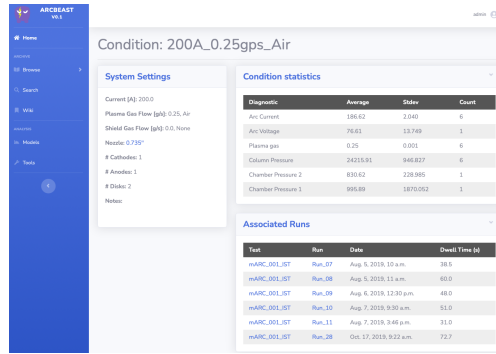 ARCBEAST
V0.1
admin
Home
Condition: 200A_0.25gps_Air
ARCHIVE
Browse
Search
Wiki
ANALYSIS
Models
Tools
System Settings
Current [A]: 200.0
Plasma Gas Flow [g/s]: 0.25, Air
Shield Gas Flow [g/s]: 0.0, None
Nozzle: 0.735"
# Cathodes: 1
# Anodes: 1
# Disks: 2
Notes:
Condition statistics
Diagnostic Average Stdev Count
Arc Current 186.62 2.040 6
Arc Voltage 76.61 13.749 1
Plasma gas 0.25 0.001 6
Column Pressure 24215.91 946.827 6
Chamber Pressure 2 830.62 228.985 1
Chamber Pressure 1 995.89 1870.052 1
Associated Runs
Test Run Date Dwell Time (s)
mARC_001_IST Run_07 Aug. 5, 2019, 10 a.m. 38.5
mARC_001_IST Run_08 Aug. 5, 2019, 11 a.m. 60.0
mARC_001_IST Run_09 Aug. 6, 2019, 12:30 p.m. 48.0
mARC_001_IST Run_10 Aug. 7, 2019, 9:30 a.m. 51.0
mARC_001_IST Run_11 Aug. 7, 2019, 3:46 p.m. 31.0
mARC_001_IST Run_28 Oct. 17, 2019, 9:22 a.m. 72.7